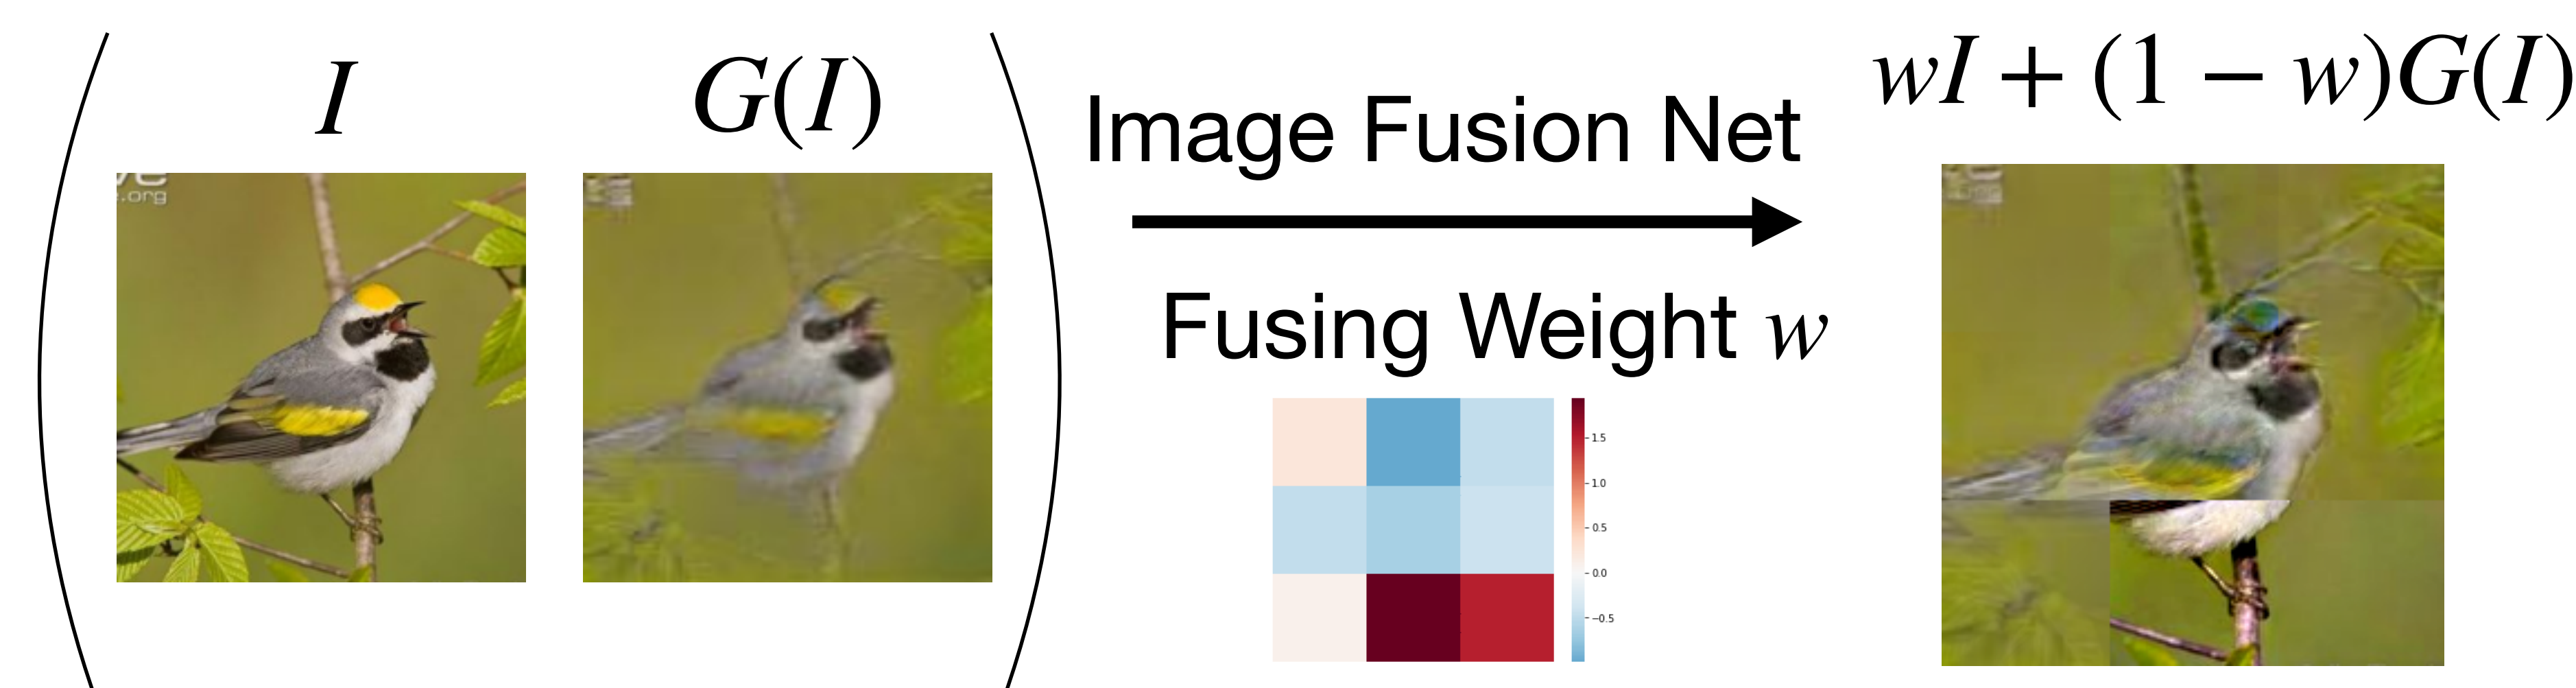 I
G(I)
Image Fusion Net
wI + (1 − w)G(I)
.org
Fusing Weight w
1.5
1.0
0.5
0.0
−0.5